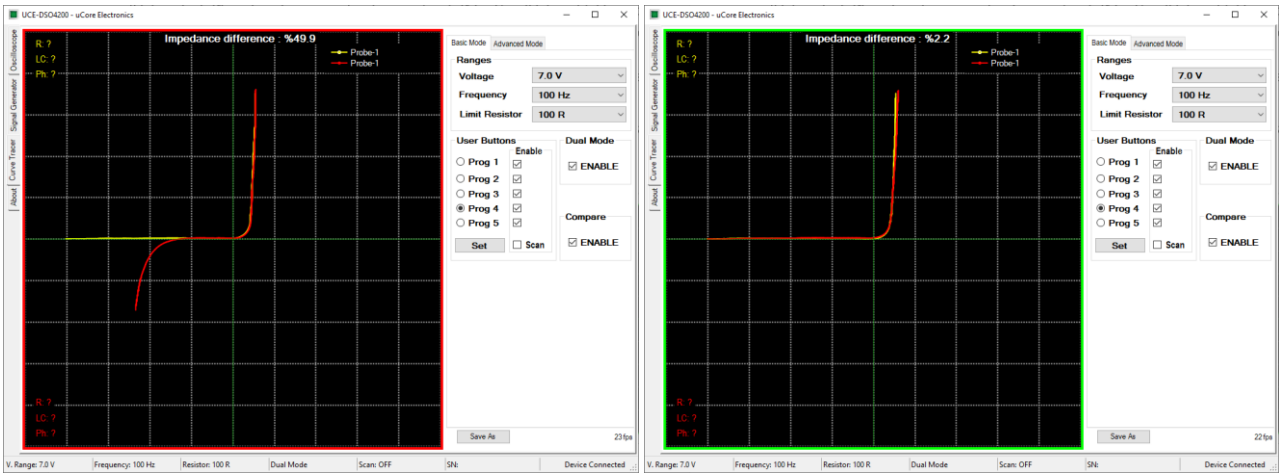 UCE-DSO4200 - uCore Electronics
Oscilloscope
Signal Generator
Curve Tracer
About
R: ?
LC: ?
Ph: ?
Impedance difference : %49.9
Probe-1
Probe-1
R: ?
LC: ?
Ph: ?
Basic Mode Advanced Mode
Ranges
Voltage 7.0 V
Frequency 100 Hz
Limit Resistor 100 R
User Buttons
Enable
Prog 1
Prog 2
Prog 3
Prog 4
Prog 5
Set Scan
Dual Mode
ENABLE
Compare
ENABLE
Save As 23 fps
V. Range: 7.0 V Frequency: 100 Hz Resistor: 100 R Dual Mode Scan: OFF SN: Device Connected
UCE-DSO4200 - uCore Electronics
Oscilloscope
Signal Generator
Curve Tracer
About
R: ?
LC: ?
Ph: ?
Impedance difference : %2.2
Probe-1
Probe-1
R: ?
LC: ?
Ph: ?
Basic Mode Advanced Mode
Ranges
Voltage 7.0 V
Frequency 100 Hz
Limit Resistor 100 R
User Buttons
Enable
Prog 1
Prog 2
Prog 3
Prog 4
Prog 5
Set Scan
Dual Mode
ENABLE
Compare
ENABLE
Save As 22 fps
V. Range: 7.0 V Frequency: 100 Hz Resistor: 100 R Dual Mode Scan: OFF SN: Device Connected